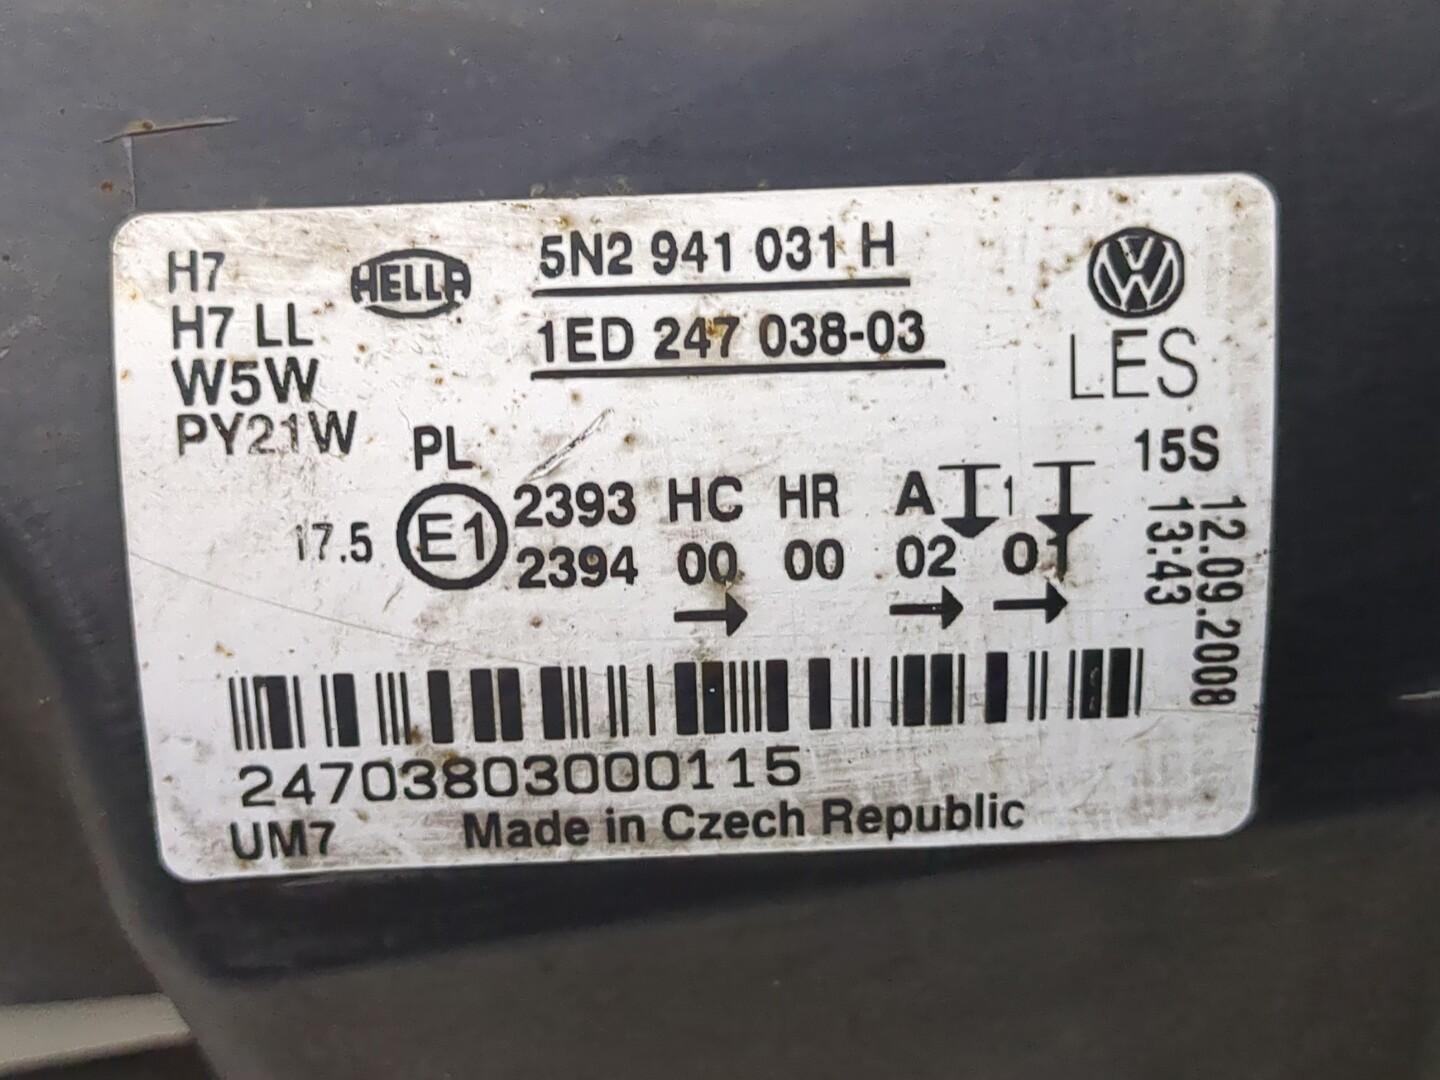 H7
H7 LL
W5W
PY21W
HELLA
5N2 941 031 H
1ED 247 038-03
LES
PL
17.5
E1
2393 HC HR A 1
2394 00 00 02 01
→ → →
15S
12.09.2008
13:43
24703803000115
UM7
Made in Czech Republic